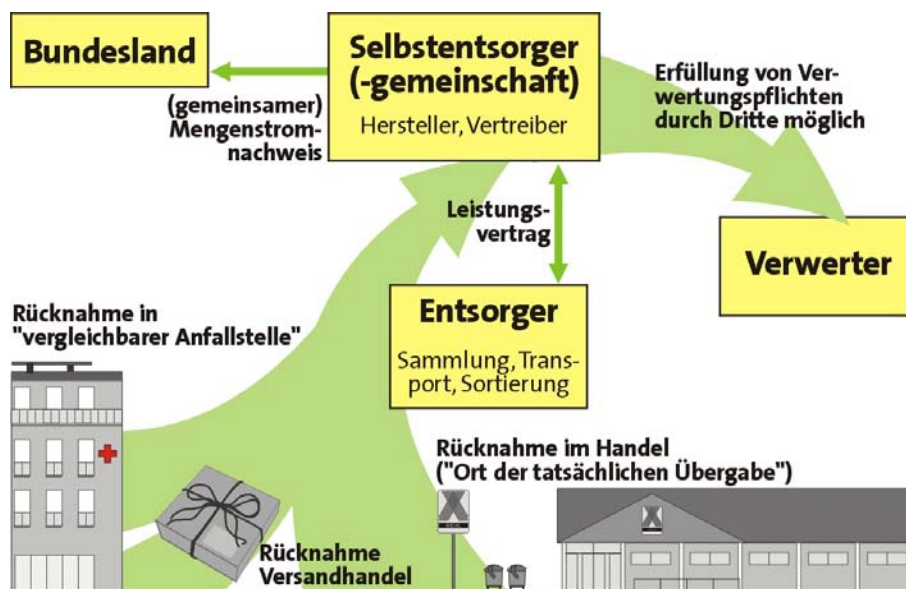 Bundesland
Selbstentsorger
(-gemeinschaft)
Hersteller, Vertreiber
(gemeinsamer)
Mengenstrom-
nachweis
Erfüllung von Ver-
wertungspflichten
durch Dritte möglich
Leistungs-
vertrag
Verwerter
Entsorger
Sammlung, Trans-
port, Sortierung
Rücknahme in
"vergleichbarer Anfallstelle"
Rücknahme im Handel
("Ort der tatsächlichen Übergabe")
Rücknahme
Versandhandel